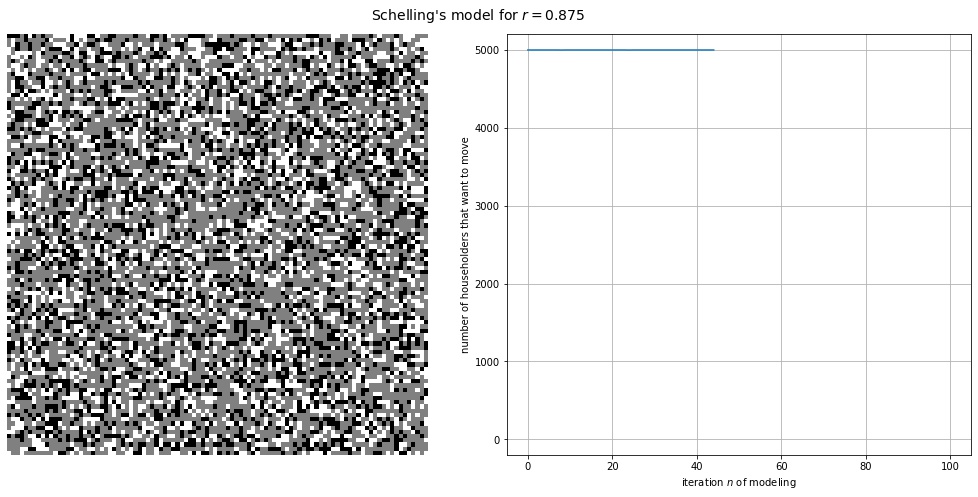 Schelling's model for r = 0.875
number of householders that want to move
5000
4000
3000
2000
1000
0
0 20 40 60 80 100
iteration n of modeling